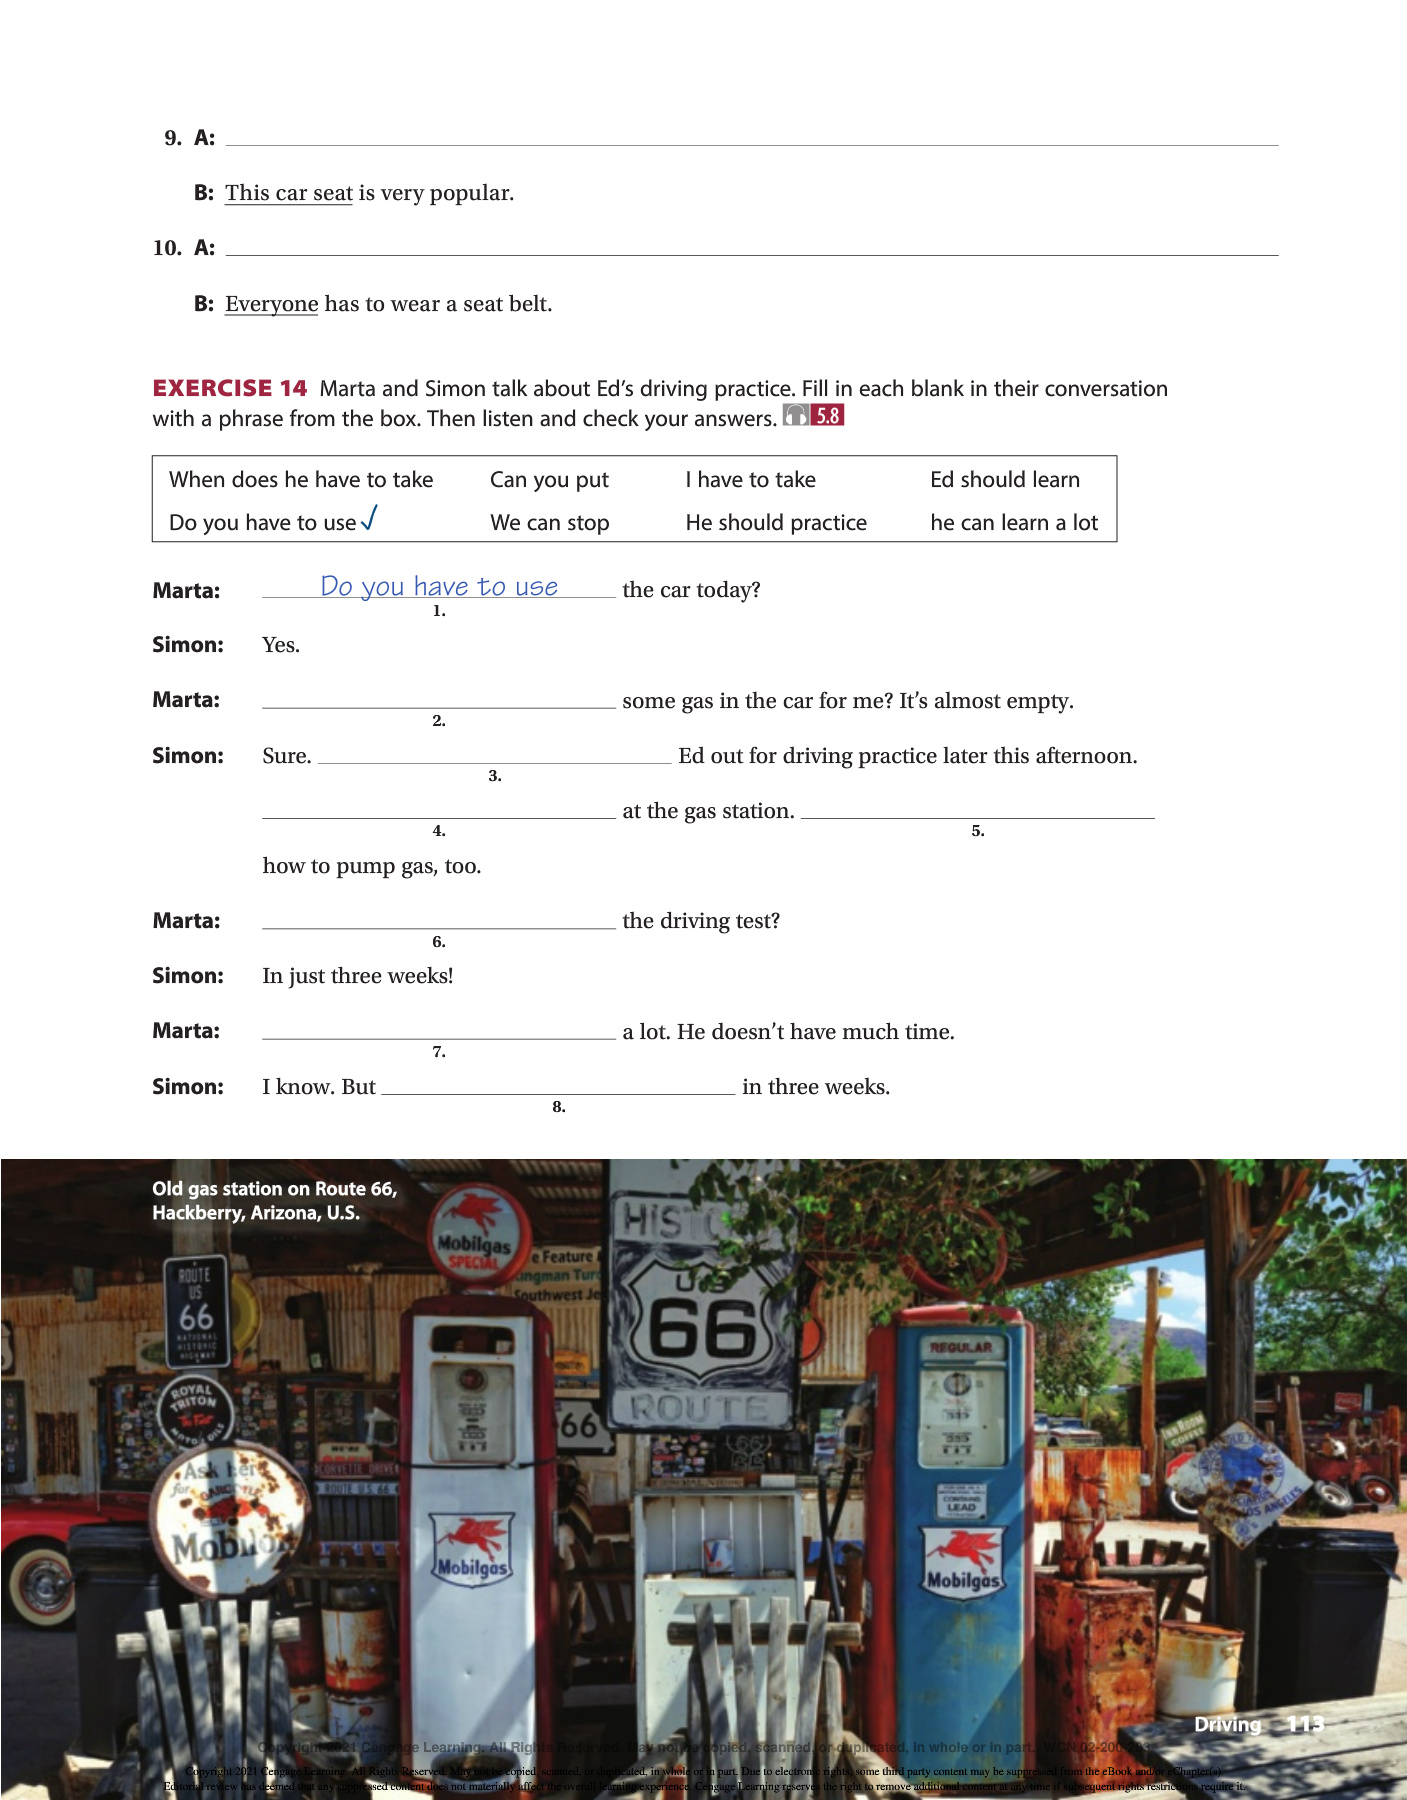 9. A:
B: This car seat is very popular.
10. A:
B: Everyone has to wear a seat belt.
EXERCISE 14 Marta and Simon talk about Ed's driving practice. Fill in each blank in their conversation
with a phrase from the box. Then listen and check your answers. 5.8
When does he have to take Can you put I have to take Ed should learn
Do you have to use ✓ We can stop He should practice he can learn a lot
Marta: Do you have to use the car today?
1.
Simon: Yes.
Marta: some gas in the car for me? It's almost empty.
2.
Simon: Sure. Ed out for driving practice later this afternoon.
3.
at the gas station.
4. 5.
how to pump gas, too.
Marta: the driving test?
6.
Simon: In just three weeks!
Marta: a lot. He doesn't have much time.
7.
Simon: I know. But in three weeks.
8.
Old gas station on Route 66,
Hackberry, Arizona, U.S.
Mobilgas
SPECIAL
e Feature
ingman Tur
Southwest Je
HISTO
US
66
ROUTE
ROUTE
US
66
NATIONAL
HISTORIC
HIGHWAY
ROYAL
TRITON
MOTOR OILS
66
REGULAR
WE'RE
CORVETTE DRIVE
ROUTE U.S. 66
Ask her
for
GARGOYLE
Mobiloi
Mobilgas
CONTAINS
LEAD
Mobilgas
LOS ANGELES
Driving 113
Copyright 2021 Cengage Learning. All Rights Reserved. May not be copied, scanned, or duplicated, in whole or in part. WCN 02-200-203
Copyright 2021 Cengage Learning. All Rights Reserved. May not be copied, scanned, or duplicated, in whole or in part. Due to electronic rights, some third party content may be suppressed from the eBook and/or eChapter(s).
Editorial review has deemed that any suppressed content does not materially affect the overall learning experience. Cengage Learning reserves the right to remove additional content at any time if subsequent rights restrictions require it.